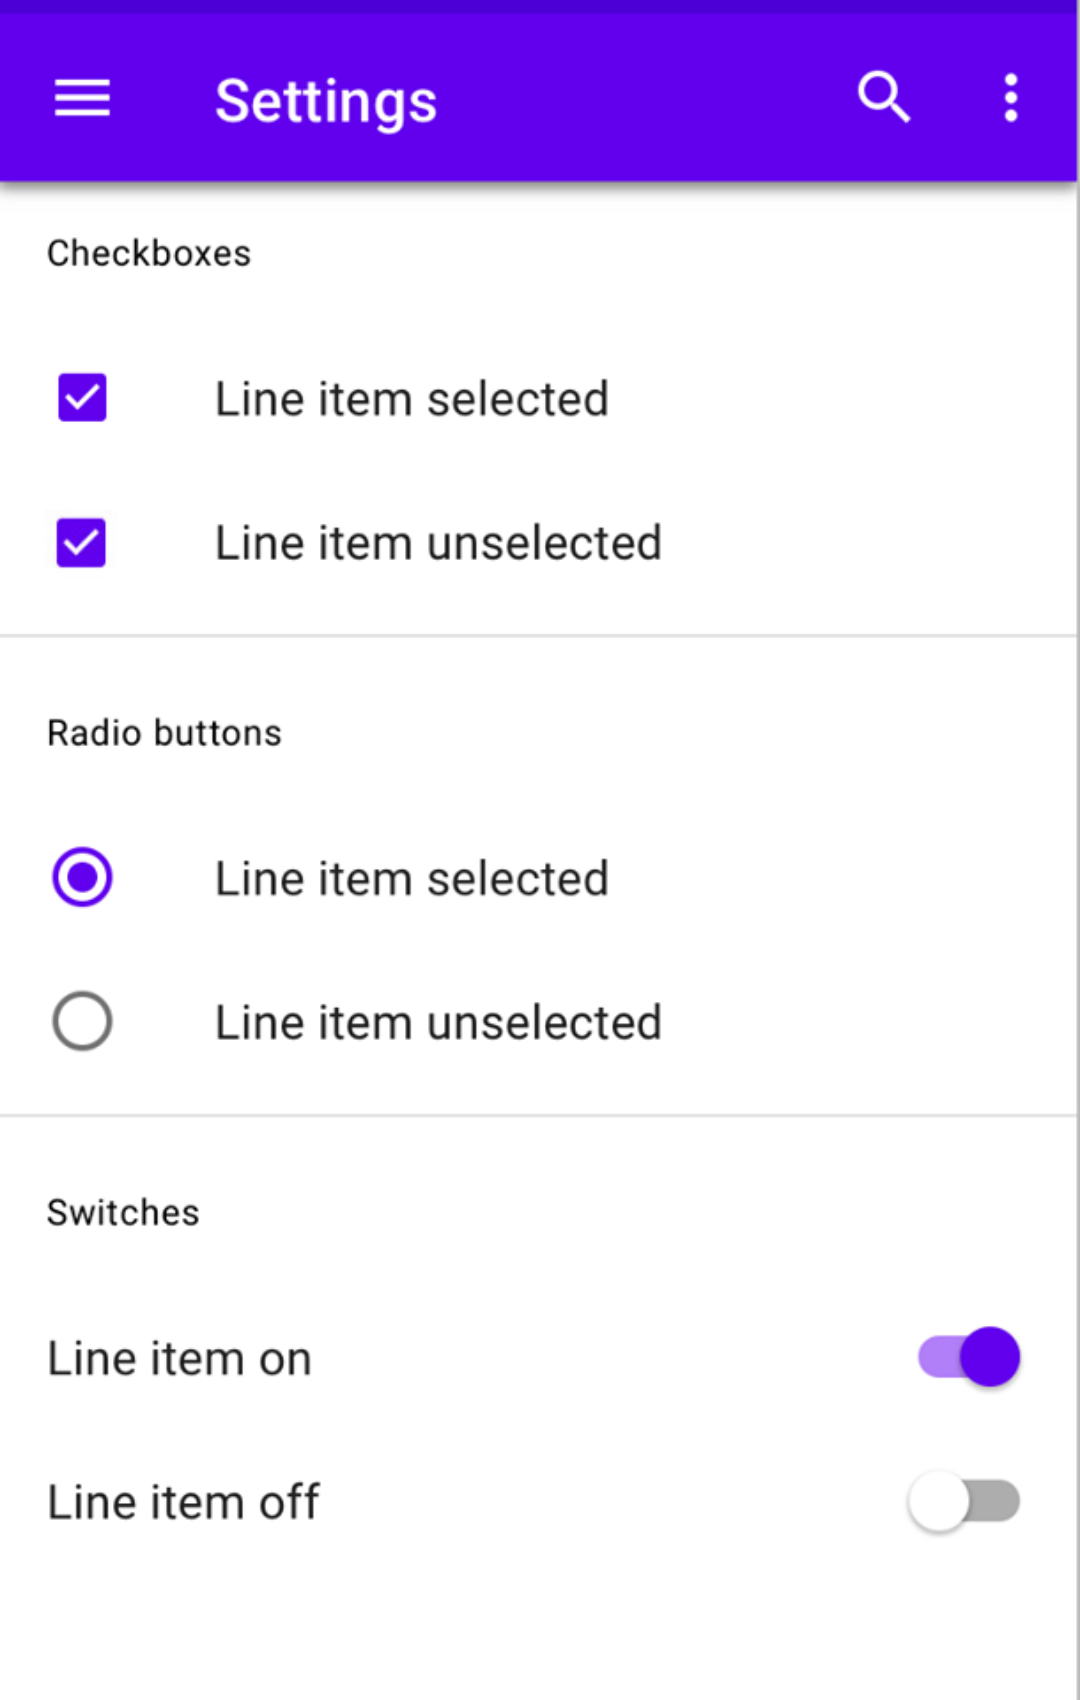 Settings
Checkboxes
Line item selected
Line item unselected
Radio buttons
Line item selected
Line item unselected
Switches
Line item on
Line item off